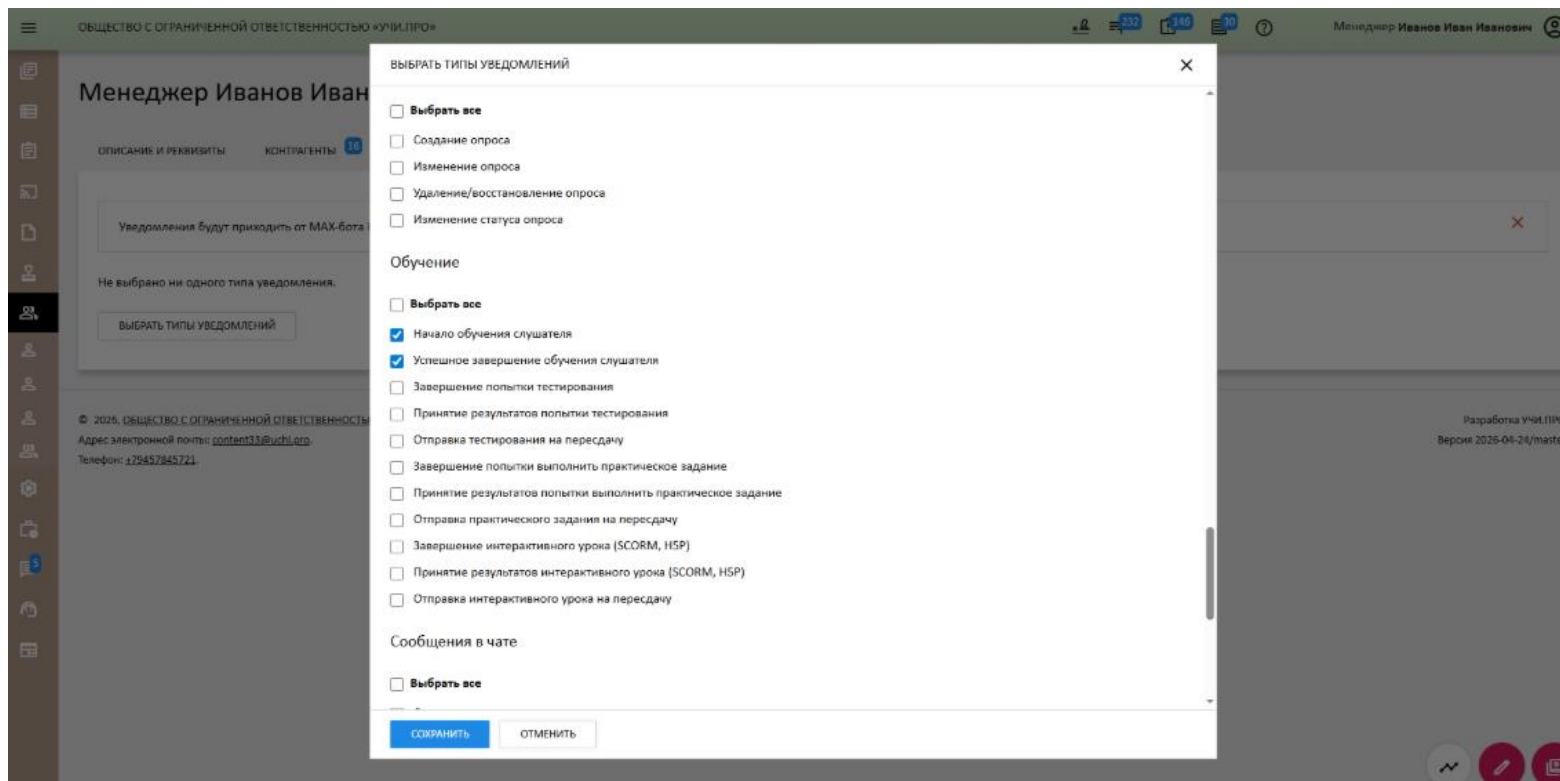 ОБЩЕСТВО С ОГРАНИЧЕННОЙ ОТВЕТСТВЕННОСТЬЮ «УЧИ.ПРО»
232
146
30
Менеджер Иванов Иван Иванович
ВЫБРАТЬ ТИПЫ УВЕДОМЛЕНИЙ
Менеджер Иванов Иван
ОПИСАНИЕ И РЕКВИЗИТЫ
КОНТРАГЕНТЫ 16
Уведомления будут приходить от MAX-бота
Не выбрано ни одного типа уведомления.
ВЫБРАТЬ ТИПЫ УВЕДОМЛЕНИЙ
Выбрать все
Создание опроса
Изменение опроса
Удаление/восстановление опроса
Изменение статуса опроса
Обучение
Выбрать все
Начало обучения слушателя
Успешное завершение обучения слушателя
Завершение попытки тестирования
Принятие результатов попытки тестирования
Отправка тестирования на пересдачу
Завершение попытки выполнить практическое задание
Принятие результатов попытки выполнить практическое задание
Отправка практического задания на пересдачу
Завершение интерактивного урока (SCORM, H5P)
Принятие результатов интерактивного урока (SCORM, H5P)
Отправка интерактивного урока на пересдачу
Сообщения в чате
Выбрать все
СОХРАНИТЬ
ОТМЕНИТЬ
© 2026, ОБЩЕСТВО С ОГРАНИЧЕННОЙ ОТВЕТСТВЕННОСТЬ
Адрес электронной почты: content33@uchi.pro.
Телефон: +79457845721.
Разработка УЧИ.ПР
Версия 2026-04-24/maste
5